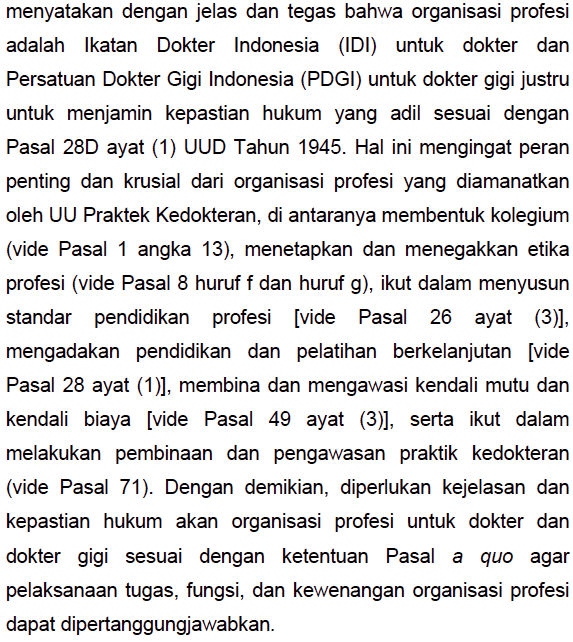 menyatakan dengan jelas dan tegas bahwa organisasi profesi
adalah Ikatan Dokter Indonesia (IDI) untuk dokter dan
Persatuan Dokter Gigi Indonesia (PDGI) untuk dokter gigi justru
untuk menjamin kepastian hukum yang adil sesuai dengan
Pasal 28D ayat (1) UUD Tahun 1945. Hal ini mengingat peran
penting dan krusial dari organisasi profesi yang diamanatkan
oleh UU Praktek Kedokteran, di antaranya membentuk kolegium
(vide Pasal 1 angka 13), menetapkan dan menegakkan etika
profesi (vide Pasal 8 huruf f dan huruf g), ikut dalam menyusun
standar pendidikan profesi [vide Pasal 26 ayat (3)],
mengadakan pendidikan dan pelatihan berkelanjutan [vide
Pasal 28 ayat (1)], membina dan mengawasi kendali mutu dan
kendali biaya [vide Pasal 49 ayat (3)], serta ikut dalam
melakukan pembinaan dan pengawasan praktik kedokteran
(vide Pasal 71). Dengan demikian, diperlukan kejelasan dan
kepastian hukum akan organisasi profesi untuk dokter dan
dokter gigi sesuai dengan ketentuan Pasal a quo agar
pelaksanaan tugas, fungsi, dan kewenangan organisasi profesi
dapat dipertanggungjawabkan.